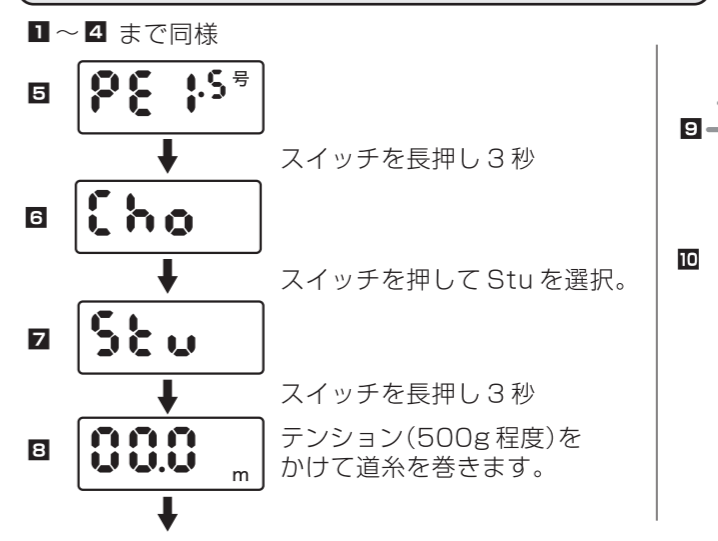 1～4 まで同様
5 PE 1.5号
スイッチを長押し3秒
6 Cho
スイッチを押して Stu を選択。
7 Stu
スイッチを長押し3秒
8 00.0 m
テンション(500g 程度)を
かけて道糸を巻きます。
9
10